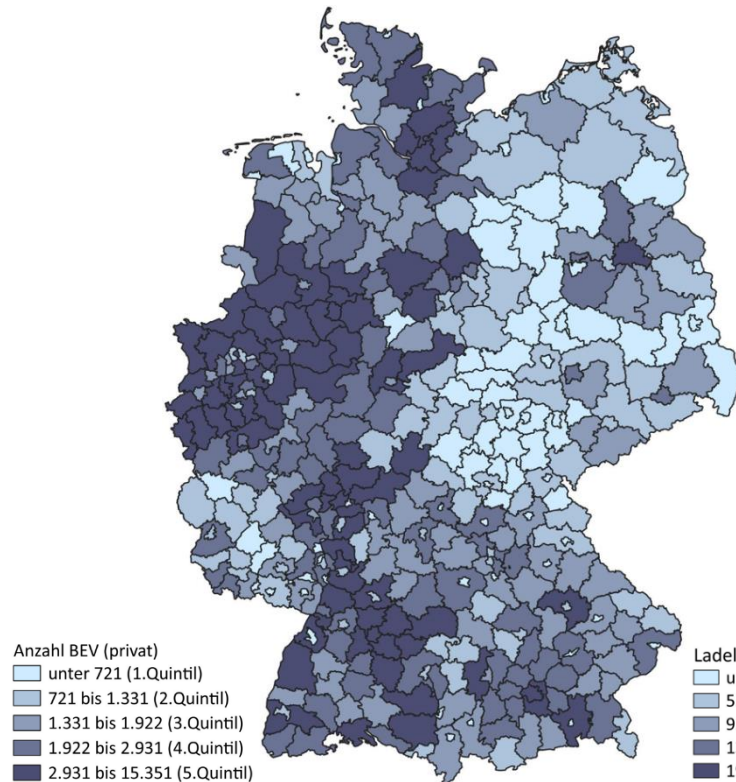 Anzahl BEV (privat)
unter 721 (1.Quintil)
721 bis 1.331 (2.Quintil)
1.331 bis 1.922 (3.Quintil)
1.922 bis 2.931 (4.Quintil)
2.931 bis 15.351 (5.Quintil)